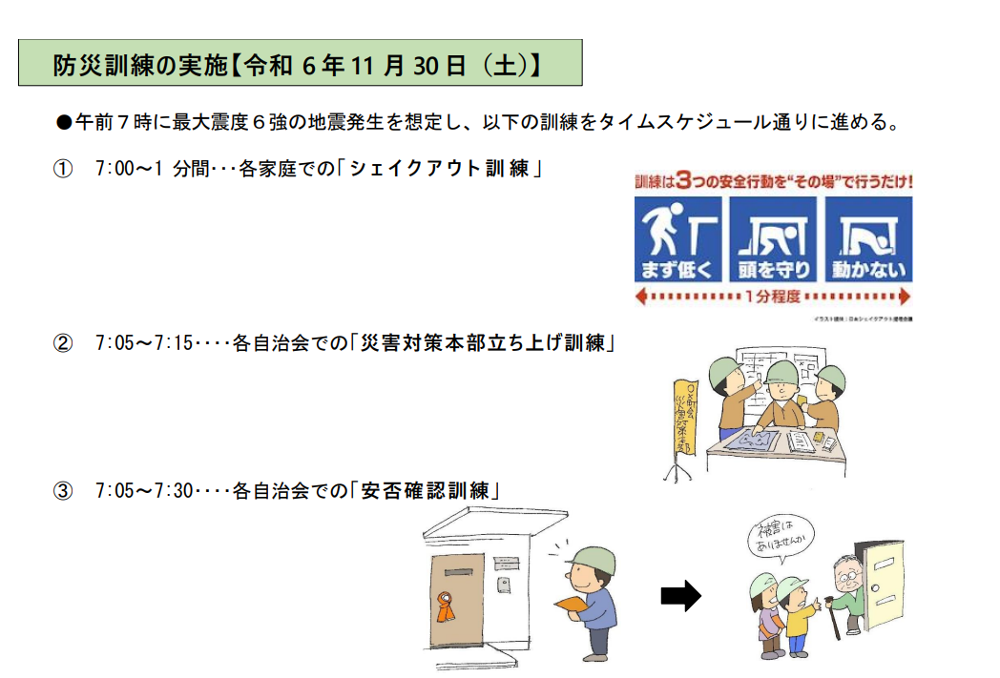 防災訓練の実施【令和 6 年 11 月 30 日（土）】
●午前７時に最大震度６強の地震発生を想定し、以下の訓練をタイムスケジュール通りに進める。
① 7:00～1 分間･･･各家庭での「シェイクアウト訓練」
訓練は3つの安全行動を“その場”で行うだけ！
まず低く 頭を守り 動かない
1分程度
イラスト提供：日本シェイクアウト提唱会議
② 7:05～7:15････各自治会での「災害対策本部立ち上げ訓練」
〇×町会
災害対策本部
③ 7:05～7:30････各自治会での「安否確認訓練」
被害は
ありませんか